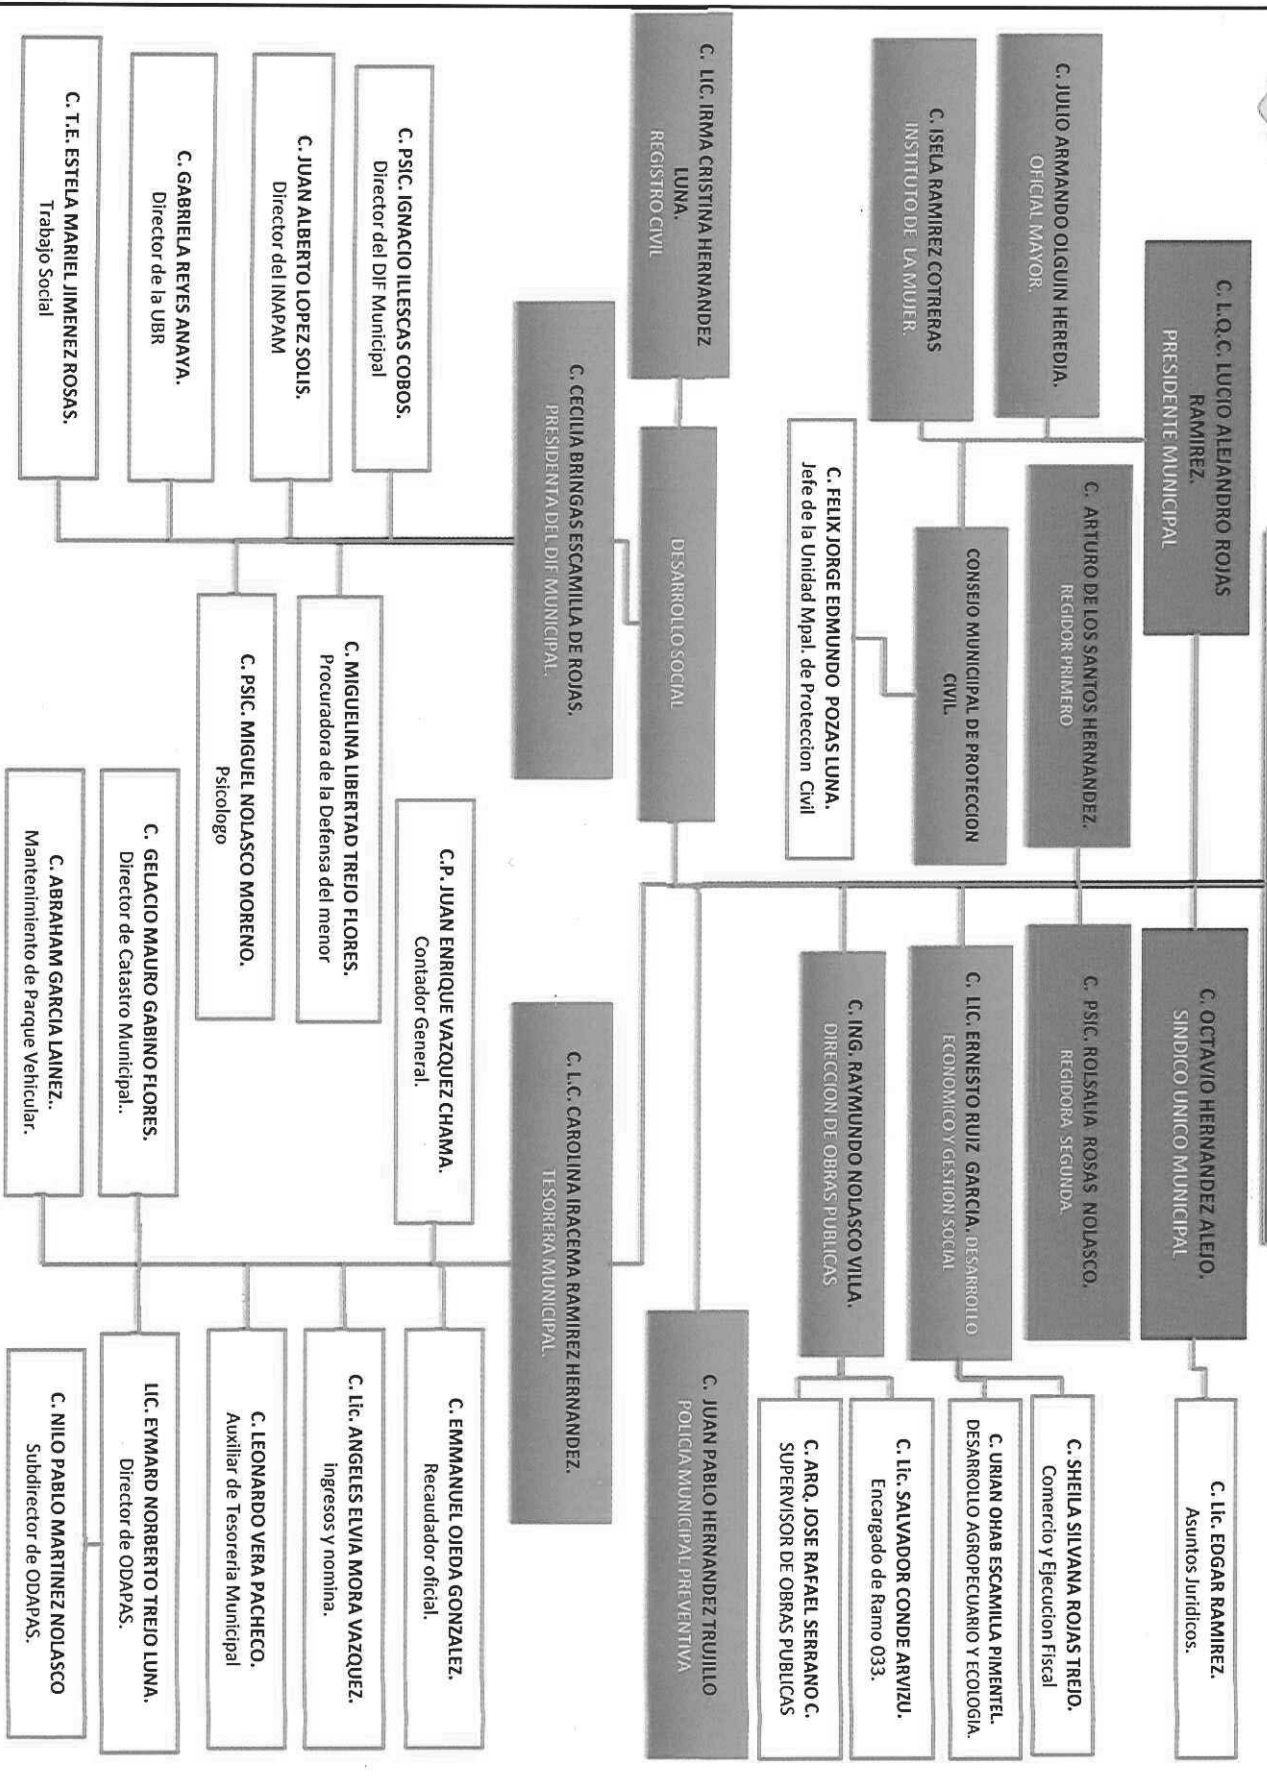 C. L.Q.C. LUCIO ALEJANDRO ROJAS
RAMIREZ.
PRESIDENTE MUNICIPAL
C. OCTAVIO HERNANDEZ ALEJO.
SINDICO UNICO MUNICIPAL
C. Lic. EDGAR RAMIREZ.
Asuntos Juridicos.
C. JULIO ARMANDO OLGUIN HEREDIA.
OFICIAL MAYOR.
C. ARTURO DE LOS SANTOS HERNANDEZ.
REGIDOR PRIMERO
C. PSIC. ROLSALIA ROSAS NOLASCO.
REGIDORA SEGUNDA.
C. SHEILA SILVANA ROJAS TREJO.
Comercio y Ejecucion Fiscal
C. ISELA RAMIREZ COTRERAS
INSTITUTO DE LA MUJER.
CONSEJO MUNICIIPAL DE PROTECCION
CIVIL.
C. LIC. ERNESTO RUIZ GARCIA. DESARROLLO
ECONOMICO Y GESTION SOCIAL
C. URIAN OHAB ESCAMILLA PIMENTEL.
DESARROLLO AGROPECUARIO Y ECOLOGIA.
C. FELIX JORGE EDMUNDO POZAS LUNA.
Jefe de la Unidad Mpal. de Proteccion Civil
C. ING. RAYMUNDO NOLASCO VILLA.
DIRECCION DE OBRAS PUBLICAS
C. Lic. SALVADOR CONDE ARVIZU.
Encargado de Ramo 033.
C. ARQ. JOSE RAFAEL SERRANO C.
SUPERVISOR DE OBRAS PUBLICAS
C. LIC. IRMA CRISTINA HERNANDEZ
LUNA.
REGISTRO CIVIL
DESARROLLO SOCIAL
C. JUAN PABLO HERNANDEZ TRUJILLO
POLICIA MUNICIPAL PREVENTIVA
C. CECILIA BRINGAS ESCAMILLA DE ROJAS.
PRESIDENTA DEL DIF MUNICIPAL.
C. L.C. CAROLINA IRACEMA RAMIREZ HERNANDEZ.
TESORERA MUNICIPAL.
C. PSIC. IGNACIO ILLESCAS COBOS.
Director del DIF Municipal
C.P. JUAN ENRIQUE VAZQUEZ CHAMA.
Contador General.
C. EMMANUEL OJEDA GONZALEZ.
Recaudador oficial.
C. JUAN ALBERTO LOPEZ SOLIS.
Director del INAPAM
C. MIGUELINA LIBERTAD TREJO FLORES.
Procuradora de la Defensa del menor
C. Lic. ANGELES ELVIA MORA VAZQUEZ.
ingresos y nomina.
C. GABRIELA REYES ANAYA.
Director de la UBR
C. PSIC. MIGUEL NOLASCO MORENO.
Psicologo
C. LEONARDO VERA PACHECO.
Auxiliar de Tesoreria Municipal
C. GELACIO MAURO GABINO FLORES.
Director de Catastro Municipal..
LIC. EYMARD NORBERTO TREJO LUNA.
Director de ODAPAS.
C. T.E. ESTELA MARIEL JIMENEZ ROSAS.
Trabajo Social
C. ABRAHAM GARCIA LAINEZ..
Mantenimiento de Parque Vehicular.
C. NILO PABLO MARTINEZ NOLASCO
Subdirector de ODAPAS.